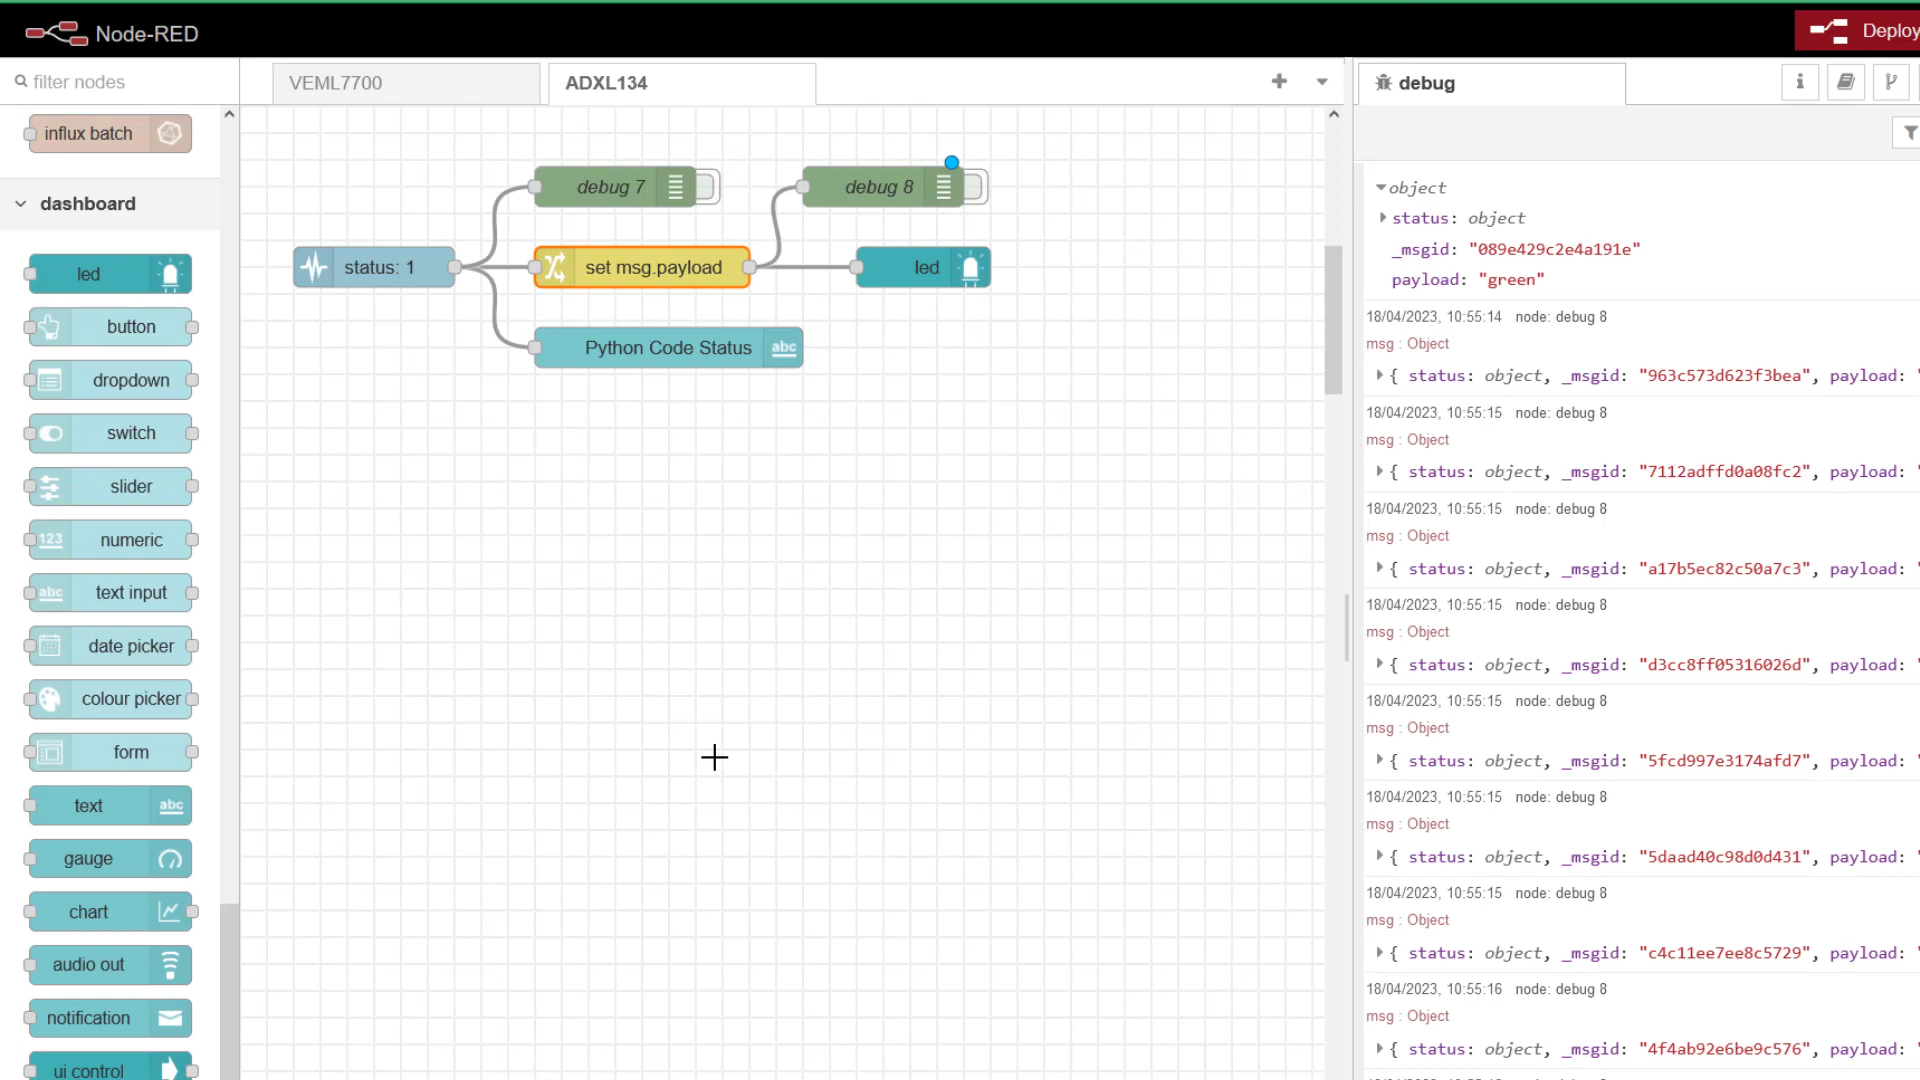 Node-RED
Deploy
filter nodes
VEML7700
ADXL134
debug
influx batch
dashboard
led
button
dropdown
switch
slider
123
numeric
abc
text input
date picker
colour picker
form
text
abc
gauge
chart
audio out
notification
ui control
debug 7
debug 8
status: 1
set msg.payload
led
Python Code Status
abc
object
status: object
_msgid: "089e429c2e4a191e"
payload: "green"
18/04/2023, 10:55:14 node: debug 8
msg : Object
{ status: object, _msgid: "963c573d623f3bea", payload: "
18/04/2023, 10:55:15 node: debug 8
msg : Object
{ status: object, _msgid: "7112adffd0a08fc2", payload: "
18/04/2023, 10:55:15 node: debug 8
msg : Object
{ status: object, _msgid: "a17b5ec82c50a7c3", payload: "
18/04/2023, 10:55:15 node: debug 8
msg : Object
{ status: object, _msgid: "d3cc8ff05316026d", payload: "
18/04/2023, 10:55:15 node: debug 8
msg : Object
{ status: object, _msgid: "5fcd997e3174afd7", payload: "
18/04/2023, 10:55:15 node: debug 8
msg : Object
{ status: object, _msgid: "5daad40c98d0d431", payload: "
18/04/2023, 10:55:15 node: debug 8
msg : Object
{ status: object, _msgid: "c4c11ee7ee8c5729", payload: "
18/04/2023, 10:55:16 node: debug 8
msg : Object
{ status: object, _msgid: "4f4ab92e6be9c576", payload: "